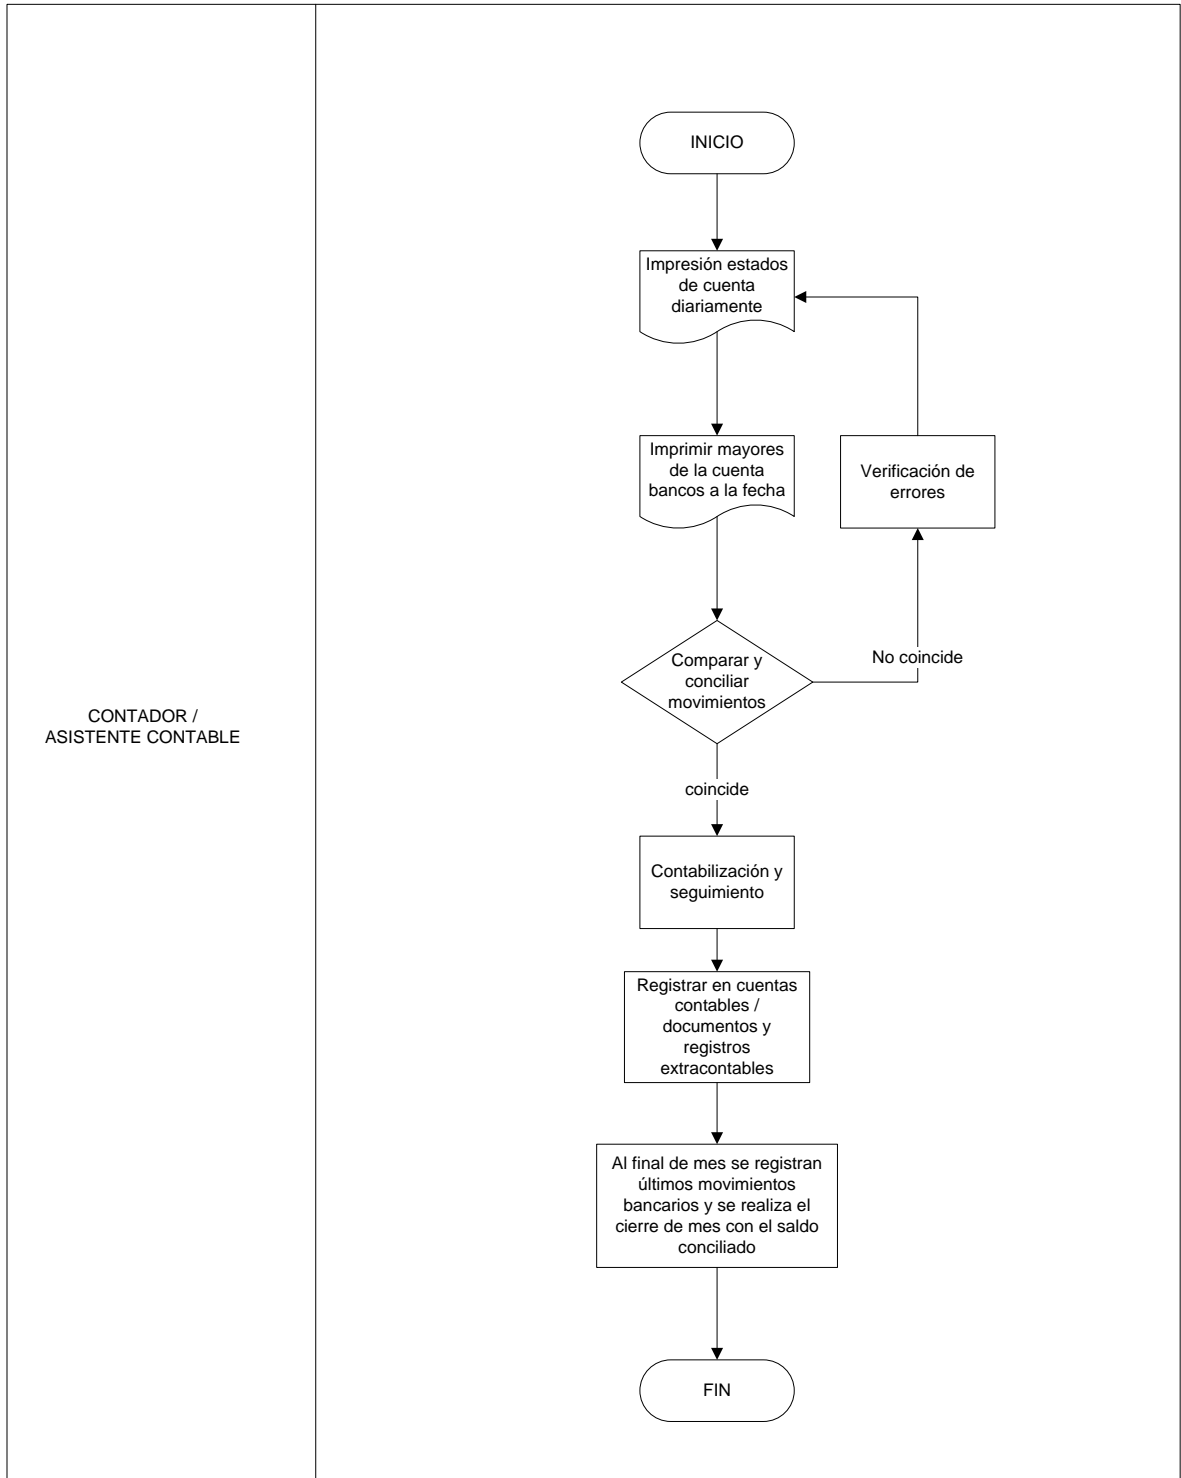 INICIO
Impresión estados
de cuenta
diariamente
Imprimir mayores
de la cuenta
bancos a la fecha
Verificación de
errores
Comparar y
conciliar
movimientos
No coincide
CONTADOR /
ASISTENTE CONTABLE
coincide
Contabilización y
seguimiento
Registrar en cuentas
contables /
documentos y
registros
extracontables
Al final de mes se registran
últimos movimientos
bancarios y se realiza el
cierre de mes con el saldo
conciliado
FIN